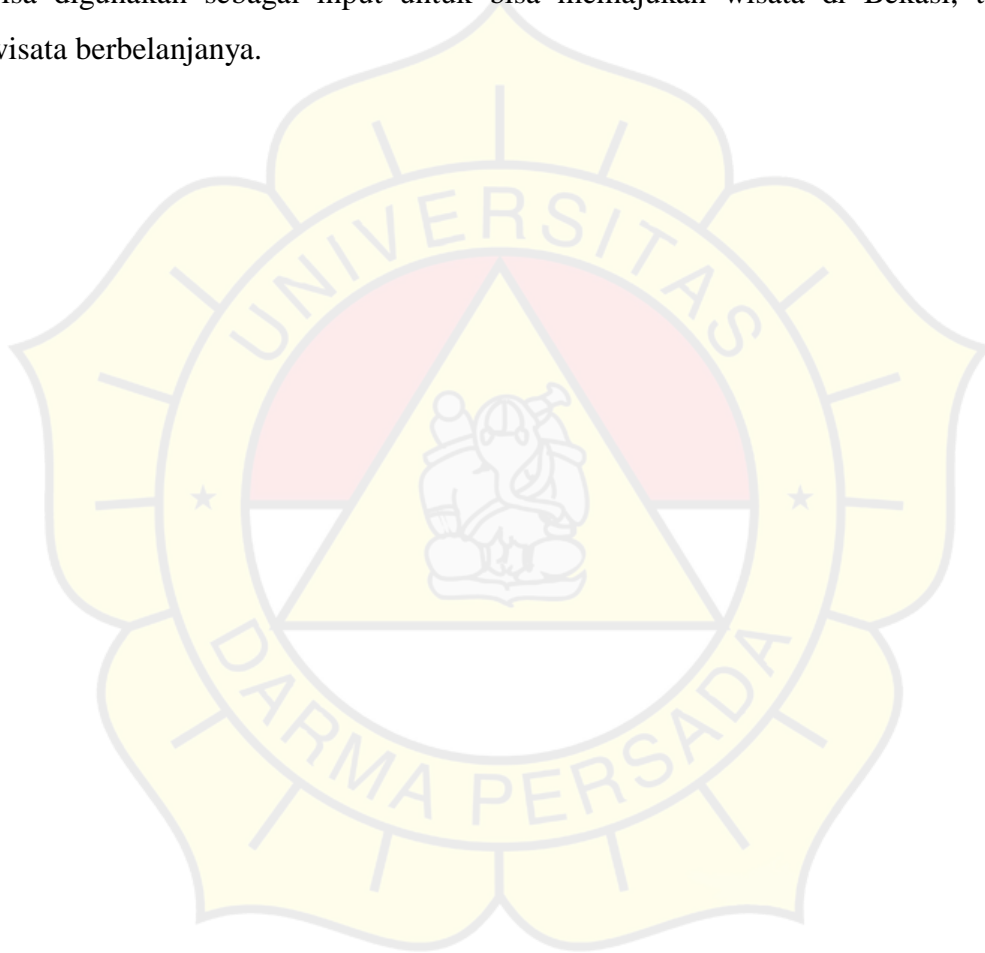 digunakan sebagai input untuk bisa memajukan wisata di Bekasi,
berbelanjanya.
UNIVERSITAS
DARMA PERSADA